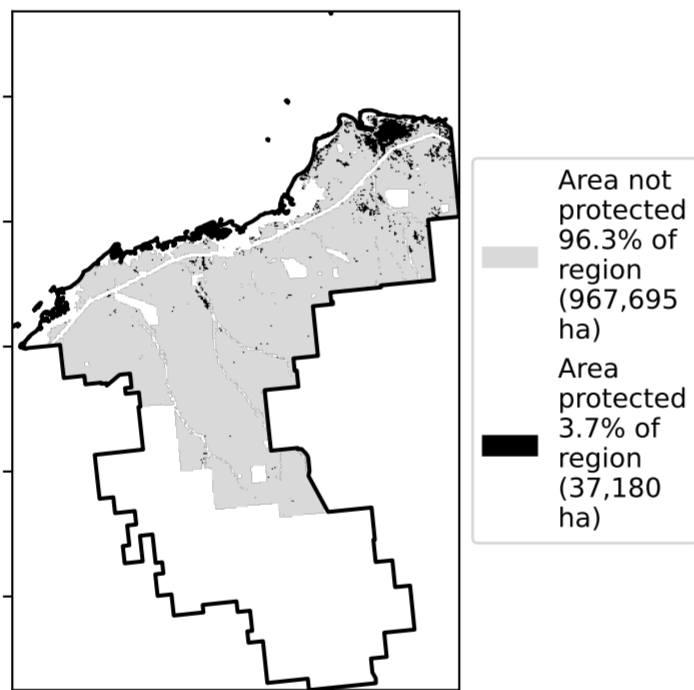 Area not
protected
96.3% of
region
(967,695
ha)
Area
protected
3.7% of
region
(37,180
ha)